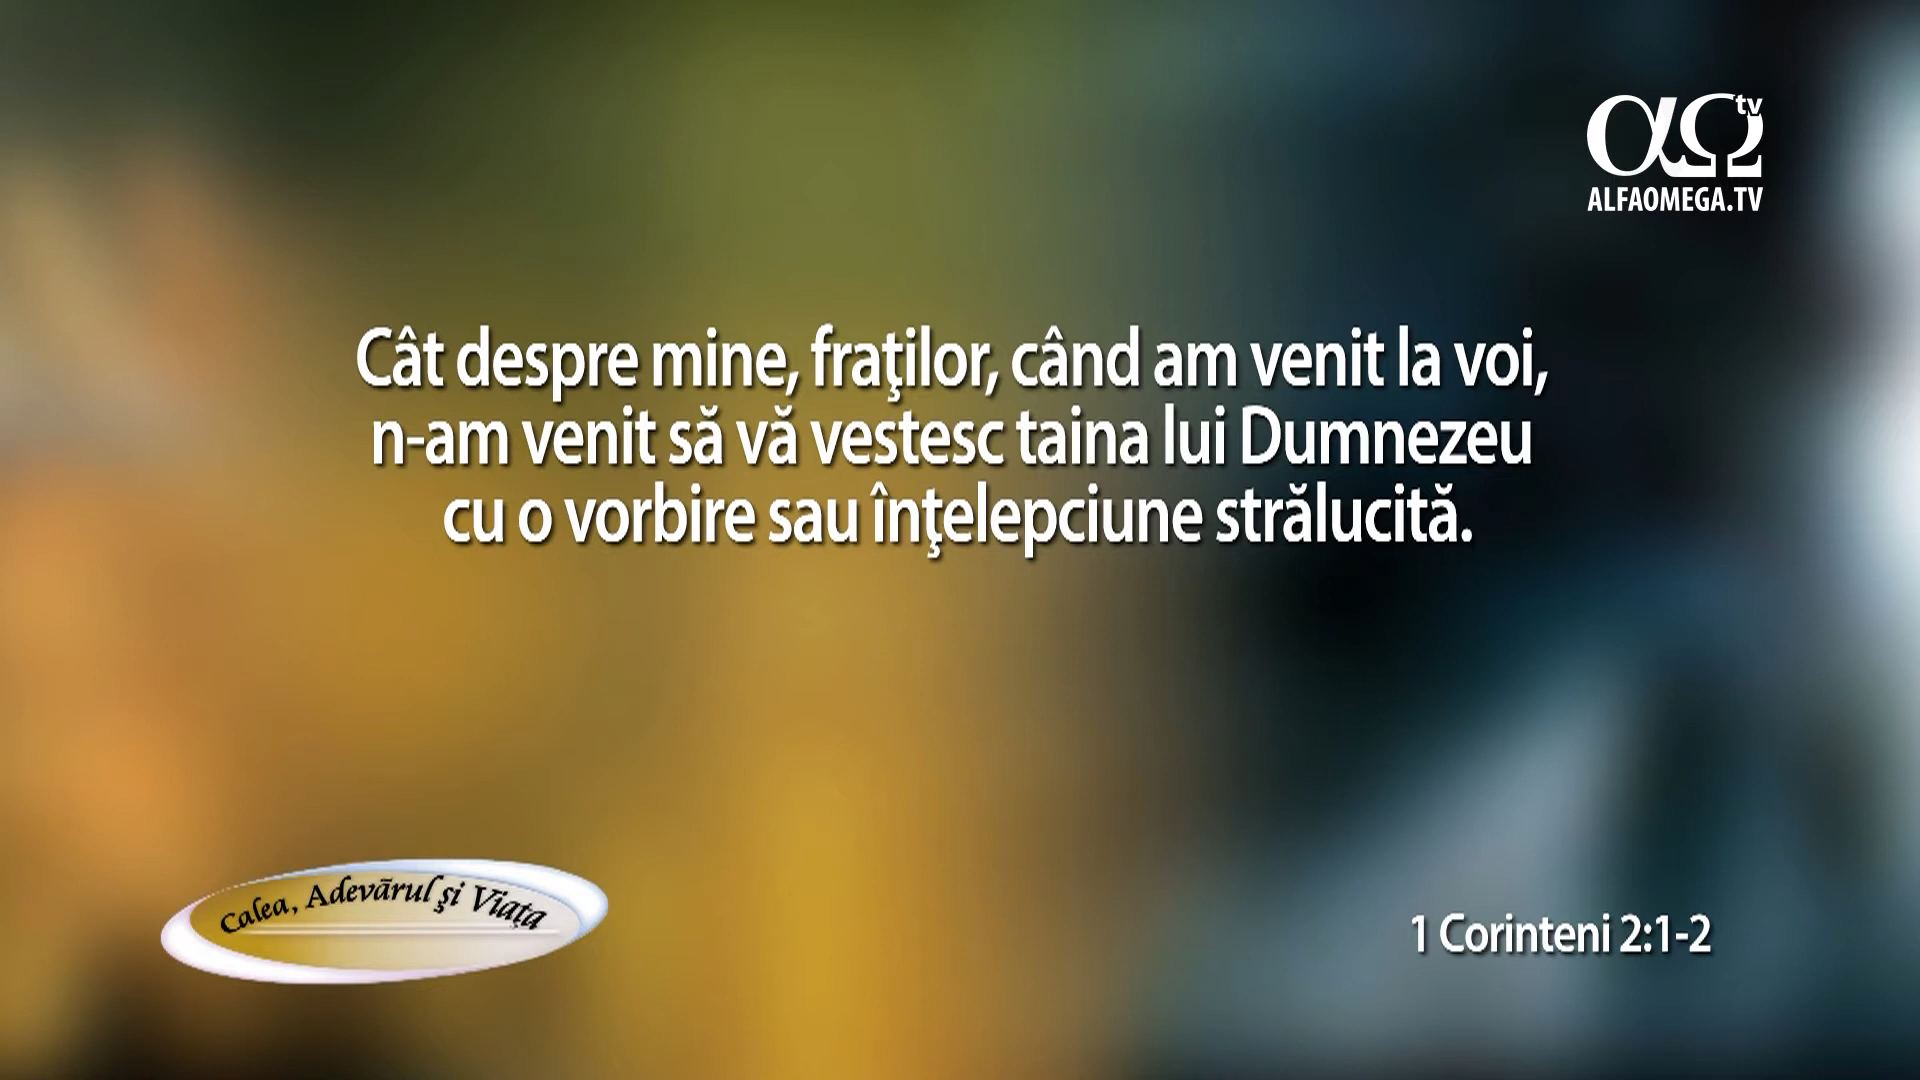 αΩtv
ALFAOMEGA.TV
Cât despre mine, fraţilor, când am venit la voi,
n-am venit să vă vestesc taina lui Dumnezeu
cu o vorbire sau înţelepciune strălucită.
Calea, Adevărul şi Viaţa
1 Corinteni 2:1-2